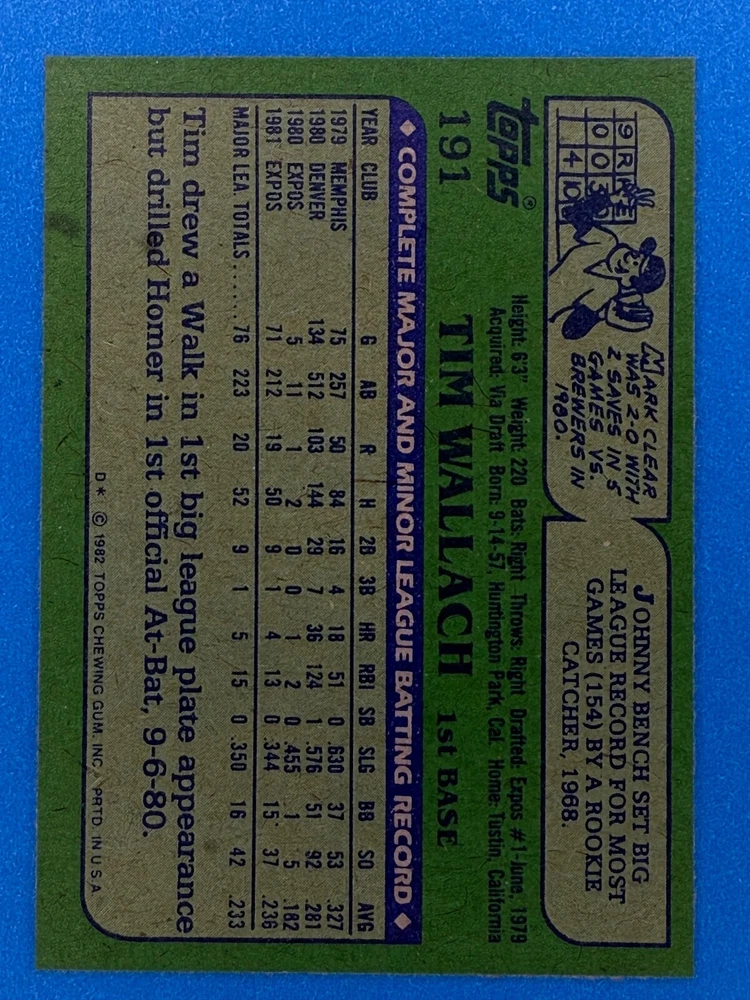 9 R E
0 0
4 10
MARK CLEAR
WAS 2-0 WITH
2 SAVES IN 5
GAMES VS.
BREWERS IN
1980.
JOHNNY BENCH SET BIG
LEAGUE RECORD FOR MOST
GAMES (154) BY A ROOKIE
CATCHER, 1968.
topps®
191
Height: 6'3" Weight: 220 Bats: Right Throws: Right Drafted: Expos #1-June, 1979
Acquired: Via Draft Born: 9-14-57, Huntington Park, Cal. Home: Tustin, California
TIM WALLACH 1st BASE
♦ COMPLETE MAJOR AND MINOR LEAGUE BATTING RECORD ♦
YEAR CLUB G AB R H 2B 3B HR RBI SB SLG BB SO AVG
1979 MEMPHIS 75 257 50 84 16 4 18 51 0 .630 37 53 .327
1980 DENVER 134 512 103 144 29 7 36 124 1 .576 51 92 .281
1980 EXPOS 5 11 1 2 0 0 1 2 0 .455 1 5 .182
1981 EXPOS 71 212 19 50 9 1 4 13 0 .344 15 37 .236
MAJOR LEA TOTALS...... 76 223 20 52 9 1 5 15 0 .350 16 42 .233
Tim drew a Walk in 1st big league plate appearance
but drilled Homer in 1st official At-Bat, 9-6-80.
D* © 1982 TOPPS CHEWING GUM, INC. PRTD. IN U.S.A.